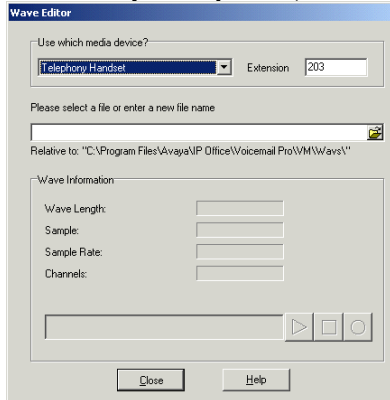 Wave Editor
Use which media device?
Telephony Handset Extension 203
Please select a file or enter a new file name
Relative to: "C:\Program Files\Avaya\IP Office\Voicemail Pro\VM\Wavs\"
Wave Information
Wave Length:
Sample:
Sample Rate:
Channels:
Close Help